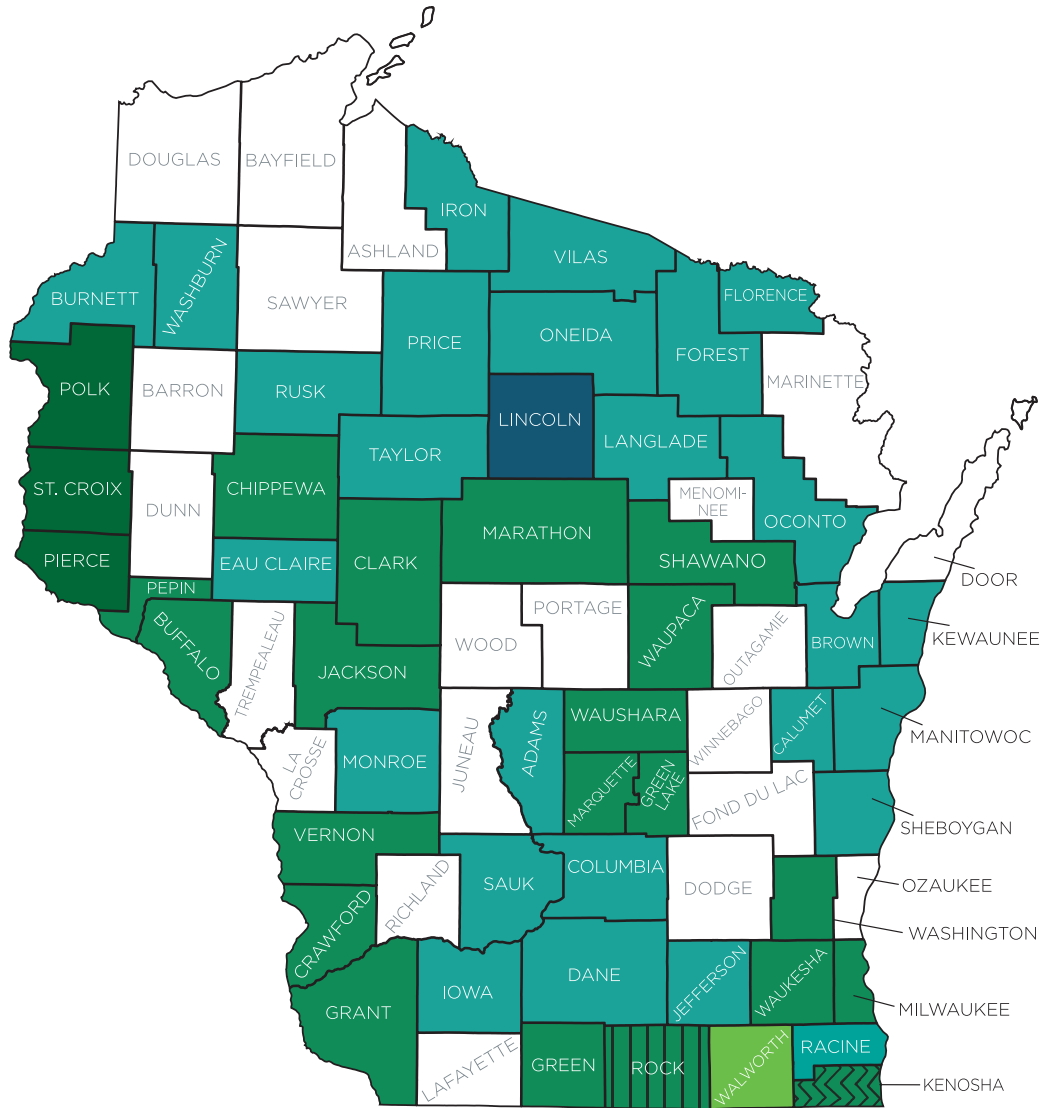 DOUGLAS
BAYFIELD
ASHLAND
IRON
VILAS
BURNETT
WASHBURN
SAWYER
FLORENCE
PRICE
ONEIDA
FOREST
POLK
BARRON
RUSK
MARINETTE
LINCOLN
TAYLOR
LANGLADE
ST. CROIX
DUNN
CHIPPEWA
MENOMI-
NEE
OCONTO
MARATHON
PIERCE
EAU CLAIRE
CLARK
SHAWANO
DOOR
PEPIN
PORTAGE
BUFFALO
TREMPEALEAU
WOOD
WAUPACA
OUTAGAMIE
BROWN
KEWAUNEE
JACKSON
WAUSHARA
WINNEBAGO
CALUMET
MANITOWOC
LA
CROSSE
MONROE
JUNEAU
ADAMS
MARQUETTE
GREEN
LAKE
FOND DU LAC
SHEBOYGAN
VERNON
RICHLAND
SAUK
COLUMBIA
DODGE
OZAUKEE
WASHINGTON
CRAWFORD
GRANT
IOWA
DANE
JEFFERSON
WAUKESHA
MILWAUKEE
LAFAYETTE
GREEN
ROCK
WALWORTH
RACINE
KENOSHA